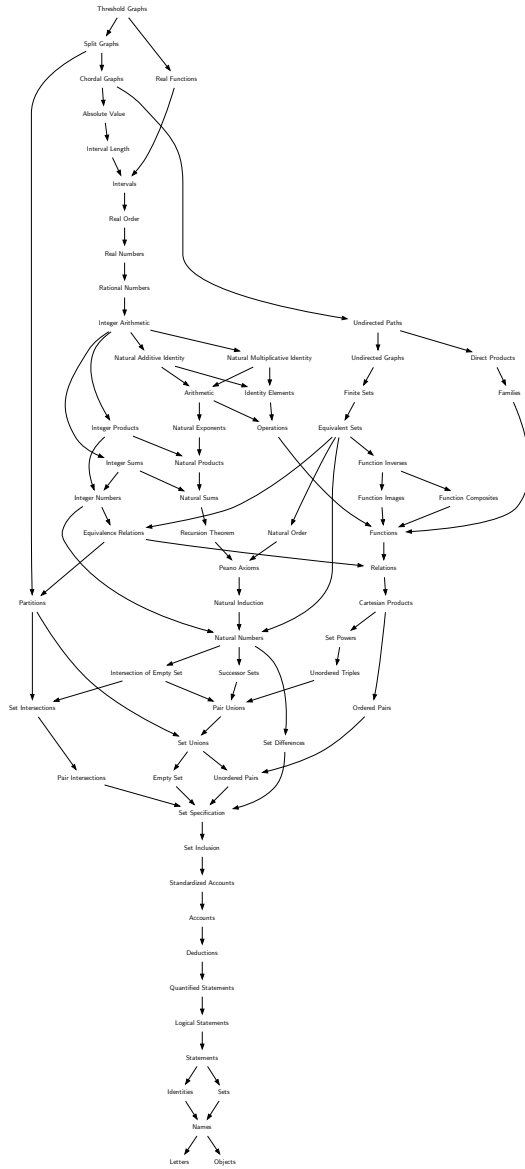 Threshold Graphs
Split Graphs
Chordal Graphs
Real Functions
Absolute Value
Interval Length
Intervals
Real Order
Real Numbers
Rational Numbers
Integer Arithmetic
Undirected Paths
Natural Additive Identity
Natural Multiplicative Identity
Undirected Graphs
Direct Products
Arithmetic
Identity Elements
Finite Sets
Families
Integer Products
Natural Exponents
Operations
Equivalent Sets
Integer Sums
Natural Products
Function Inverses
Integer Numbers
Natural Sums
Function Images
Function Composites
Equivalence Relations
Recursion Theorem
Natural Order
Functions
Peano Axioms
Relations
Partitions
Natural Induction
Cartesian Products
Natural Numbers
Set Powers
Intersection of Empty Set
Successor Sets
Unordered Triples
Set Intersections
Pair Unions
Ordered Pairs
Set Unions
Set Differences
Pair Intersections
Empty Set
Unordered Pairs
Set Specification
Set Inclusion
Standardized Accounts
Accounts
Deductions
Quantified Statements
Logical Statements
Statements
Identities
Sets
Names
Letters
Objects